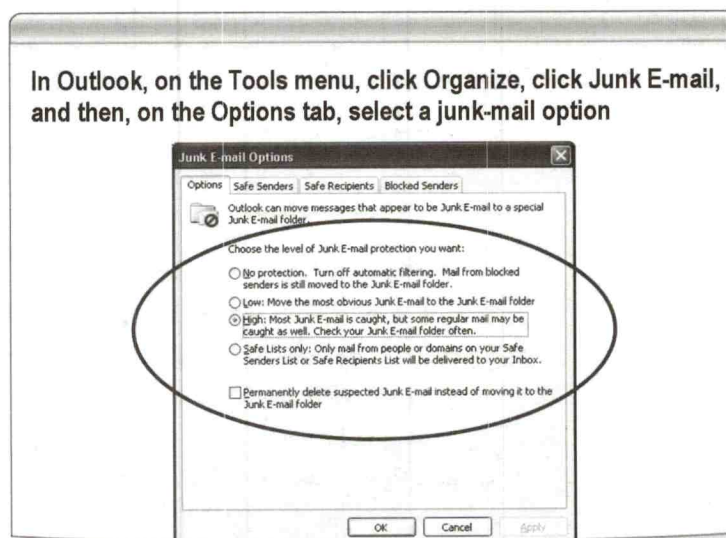 In Outlook, on the Tools menu, click Organize, click Junk E-mail,
and then, on the Options tab, select a junk-mail option
Junk E-mail Options
Options Safe Senders Safe Recipients Blocked Senders
Outlook can move messages that appear to be Junk E-mail to a special
Junk E-mail folder.
Choose the level of Junk E-mail protection you want:
No protection. Turn off automatic filtering. Mail from blocked
senders is still moved to the Junk E-mail folder.
Low: Move the most obvious Junk E-mail to the Junk E-mail folder
High: Most Junk E-mail is caught, but some regular mail may be
caught as well. Check your Junk E-mail folder often.
Safe Lists only: Only mail from people or domains on your Safe
Senders List or Safe Recipients List will be delivered to your Inbox.
Permanently delete suspected Junk E-mail instead of moving it to the
Junk E-mail folder
OK Cancel Apply